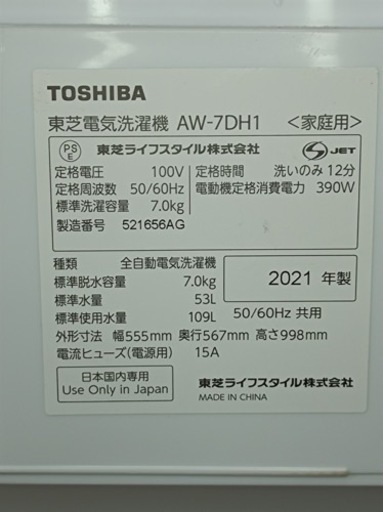 TOSHIBA
東芝電気洗濯機 AW-7DH1 <家庭用>
PS E 東芝ライフスタイル株式会社 S JET
定格電圧 100V 定格時間 洗いのみ 12分
定格周波数 50/60Hz 電動機定格消費電力 390W
標準洗濯容量 7.0kg
製造番号 521656AG
種類 全自動電気洗濯機
標準脱水容量 7.0kg 2021 年製
標準水量 53L
標準使用水量 109L 50/60Hz 共用
外形寸法 幅555mm 奥行567mm 高さ998mm
電流ヒューズ(電源用) 15A
日本国内専用 東芝ライフスタイル株式会社
Use Only in Japan MADE IN CHINA